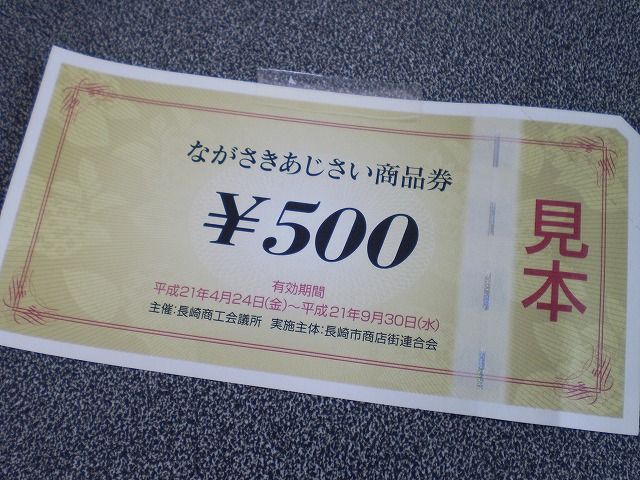 ながさきあじさい商品券
¥500
有効期間
平成21年4月24日(金)～平成21年9月30日(水)
主催:長崎商工会議所 実施主体:長崎市商店街連合会
見本